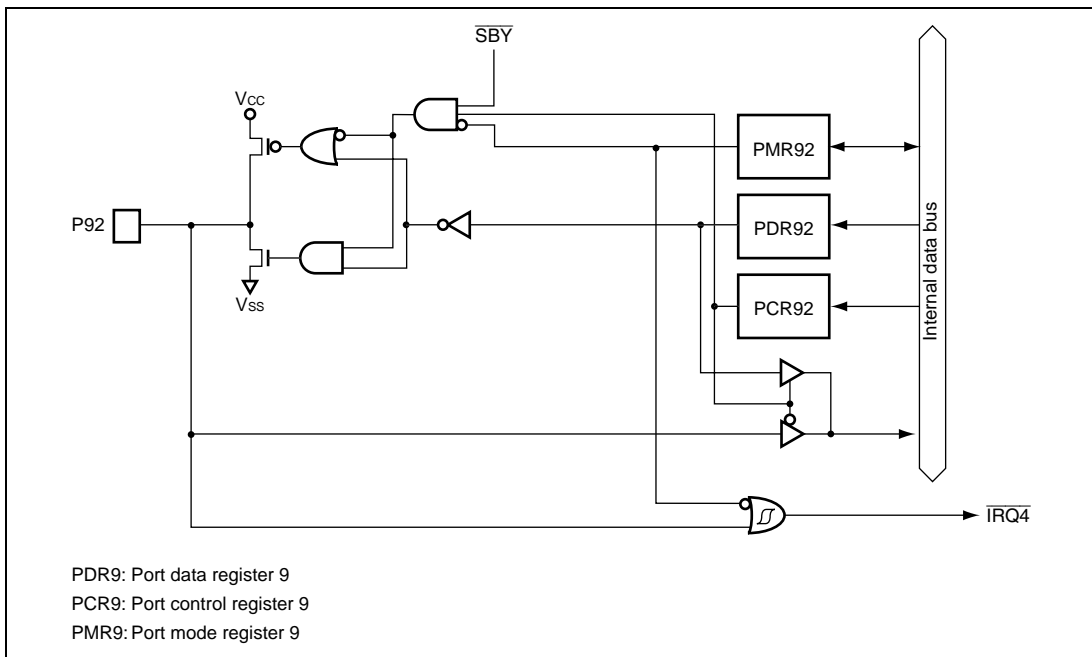 SBY
VCC
PMR92
P92
PDR92
VSS
PCR92
Internal data bus
IRQ4
PDR9: Port data register 9
PCR9: Port control register 9
PMR9: Port mode register 9